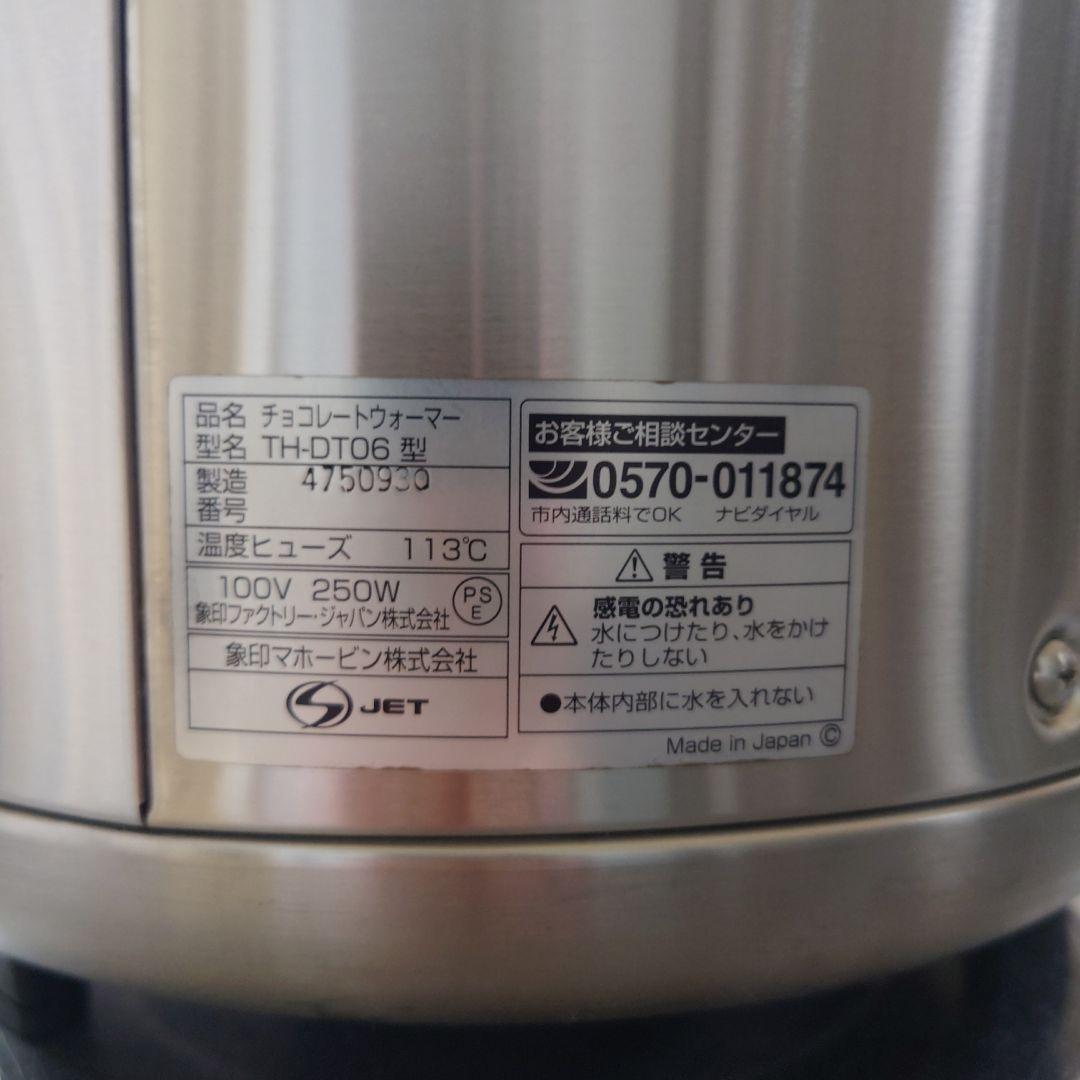 品名 チョコレートウォーマー
型名 TH-DT06 型
製造番号 4750930
温度ヒューズ 113℃
100V 250W
PS
E
象印ファクトリー・ジャパン株式会社
象印マホービン株式会社
JET
お客様ご相談センター
0570-011874
市内通話料でOK ナビダイヤル
⚠ 警告
感電の恐れあり
水につけたり、水をかけ
たりしない
●本体内部に水を入れない
Made in Japan Ⓒ